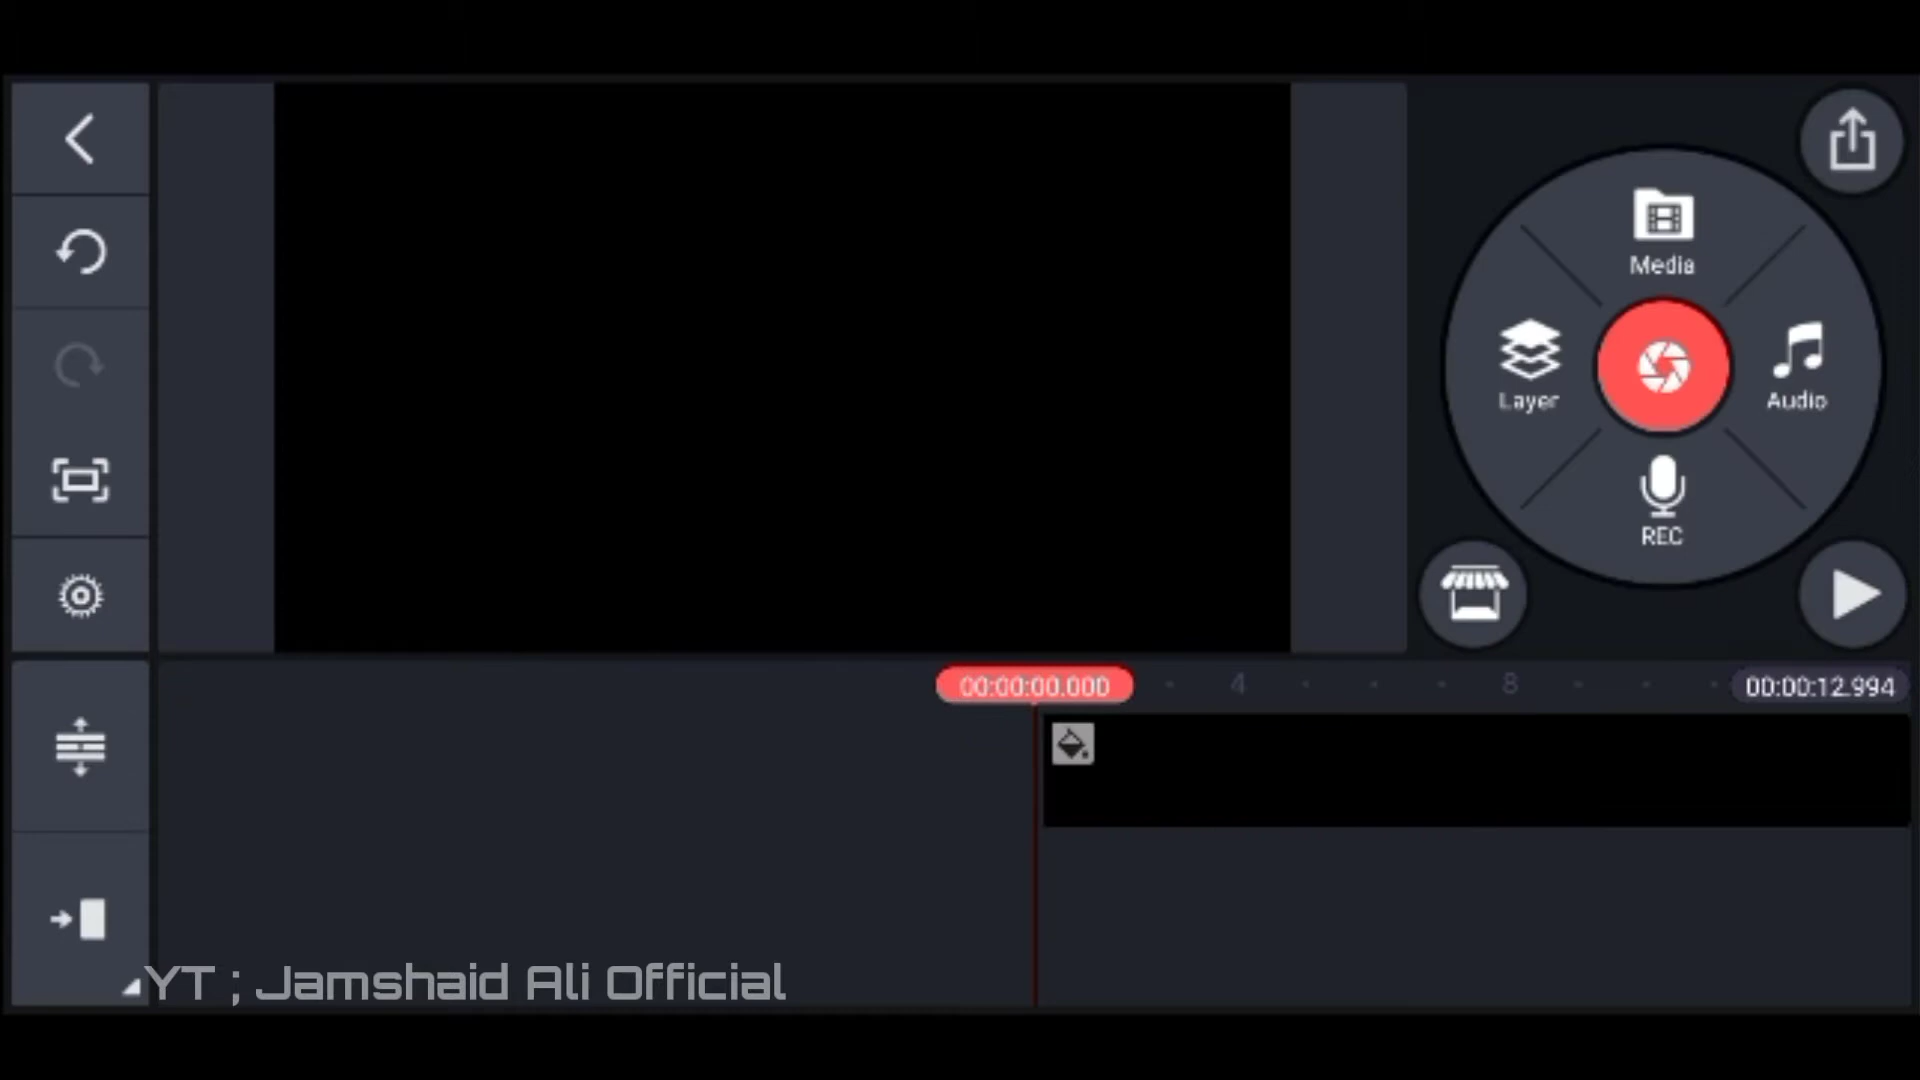 Media
Layer
Audio
REC
00:00:00.000
4
8
00:00:12.994
YT ; Jamshaid Ali Official